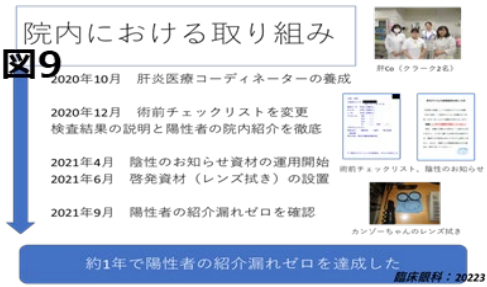 院内における取り組み
図9
2020年10月 肝炎医療コーディネーターの養成
2020年12月 術前チェックリストを変更
検査結果の説明と陽性者の院内紹介を徹底
2021年4月 陰性のお知らせ資材の運用開始
2021年6月 啓発資材(レンズ拭き)の設置
2021年9月 陽性者の紹介漏れゼロを確認
肝Co(クラーク2名)
術前チェックリスト、陰性のお知らせ
カンゾーちゃんのレンズ拭き
約1年で陽性者の紹介漏れゼロを達成した
臨床眼科:20223